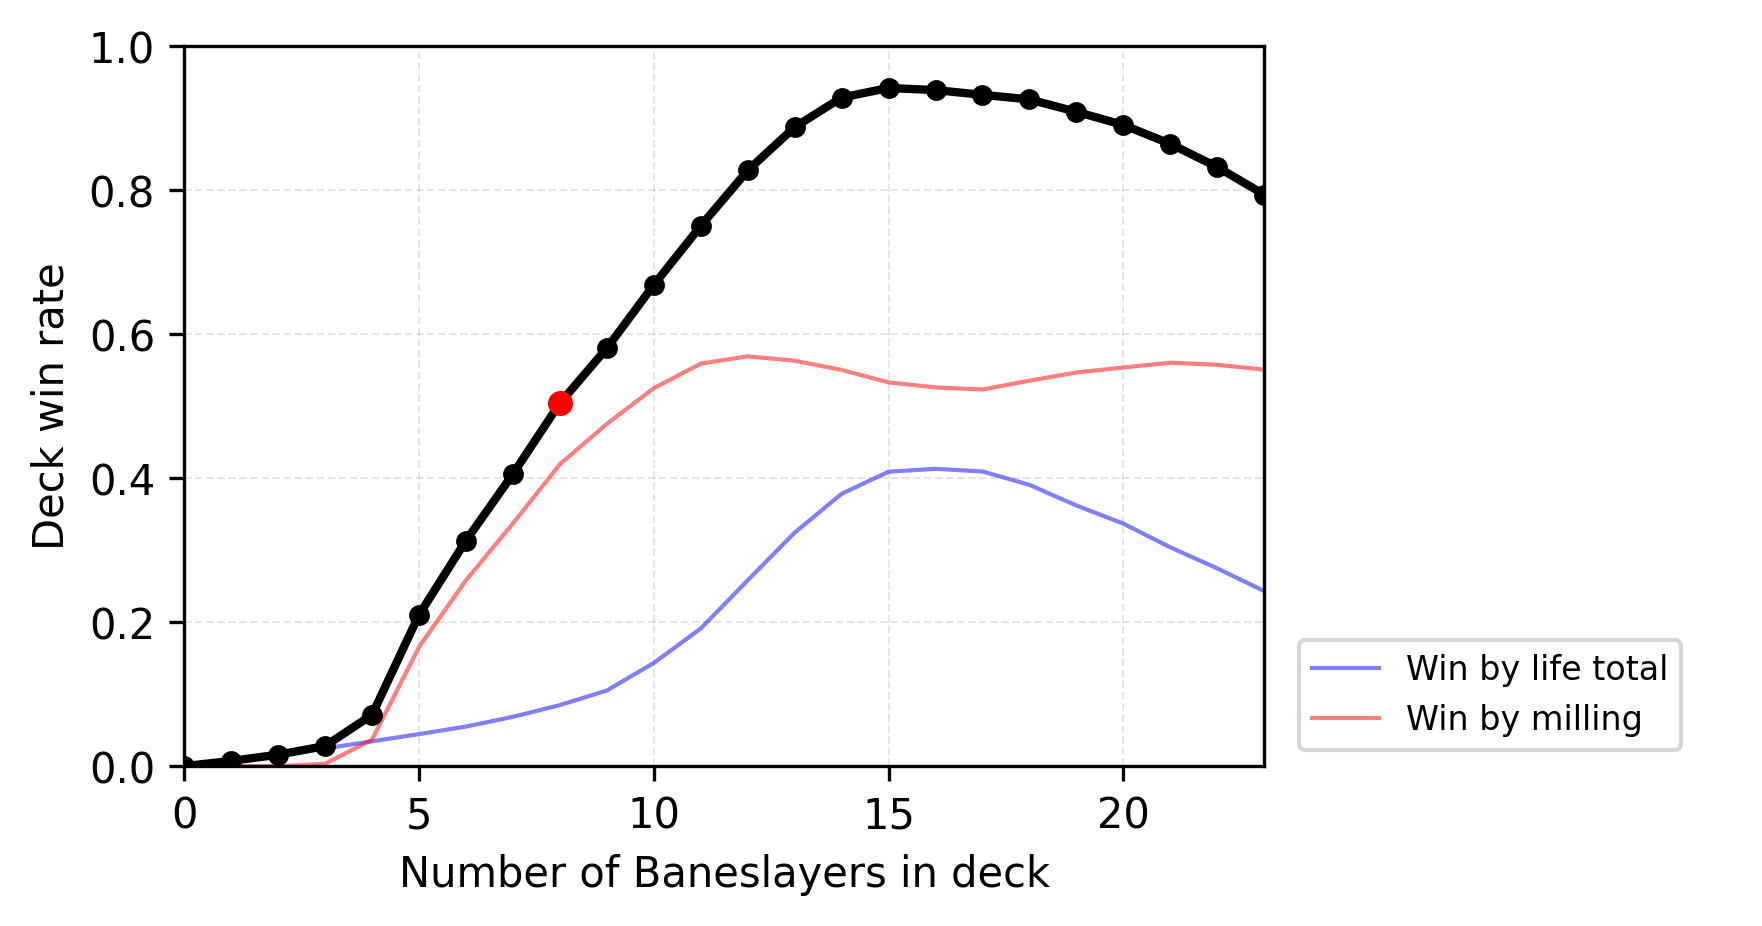 1.0
0.8
0.6
0.4
0.2
0.0
Deck win rate
0 5 10 15 20
Number of Baneslayers in deck
Win by life total
Win by milling